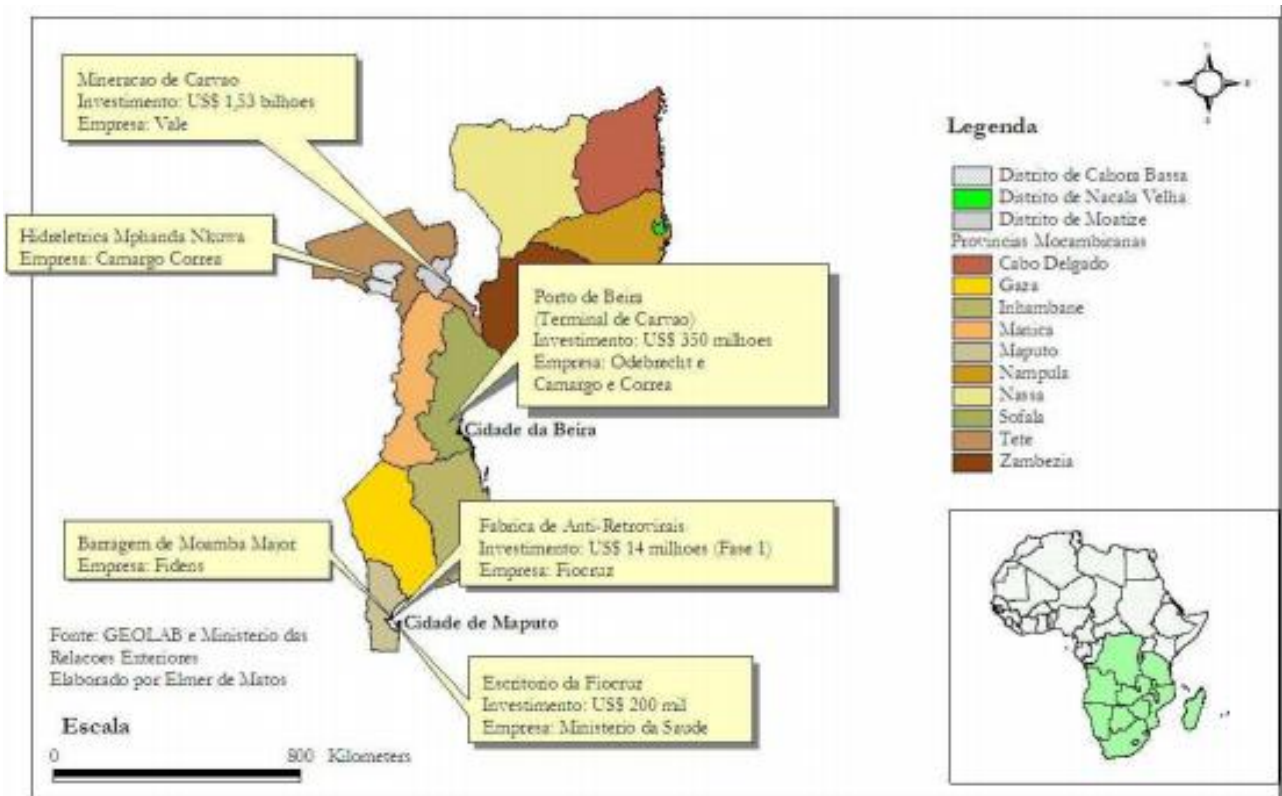 Mineracao de Carvao
Investimento: US$ 1,53 bilhoes
Empresa: Vale
Hidreletrica Mphanda Nkuwa
Empresa: Camargo Correa
Porto de Beira
(Terminal de Carvao)
Investimento: US$ 350 milhoes
Empresa: Odebrecht e
Camargo e Correa
Cidade da Beira
Barragem de Moamba Major
Empresa: Fidens
Fabrica de Anti-Retrovirais
Investimento: US$ 14 milhoes (Fase 1)
Empresa: Fiocruz
Cidade de Maputo
Escritorio da Fiocruz
Investimento: US$ 200 mil
Empresa: Ministerio da Saude
Fonte: GEOLAB e Ministerio das
Relacoes Exteriores
Elaborado por Elmer de Matos
Escala
0 800 Kilometers
Legenda
Distrito de Cahora Bassa
Distrito de Nacala Velha
Distrito de Moatize
Provincias Mocambicanas
Cabo Delgado
Gaza
Inhambane
Manica
Maputo
Nampula
Nassa
Sofala
Tete
Zambezia